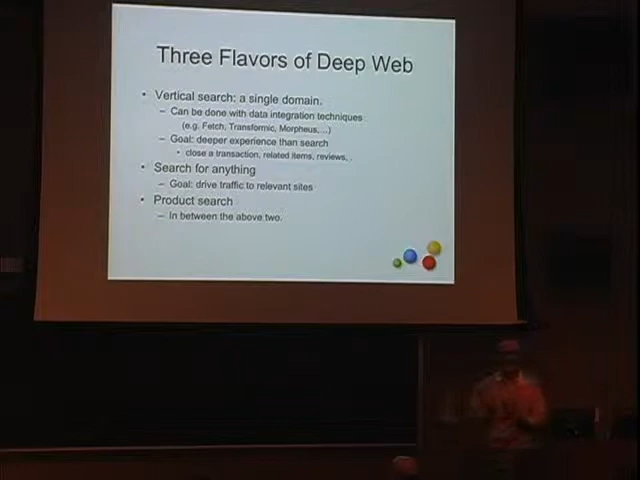 Three Flavors of Deep Web
• Vertical search: a single domain.
– Can be done with data integration techniques
(e.g. Fetch, Transformic, Morpheus,…)
– Goal: deeper experience than search
• close a transaction, related items, reviews, .
• Search for anything
– Goal: drive traffic to relevant sites
• Product search
– In between the above two.